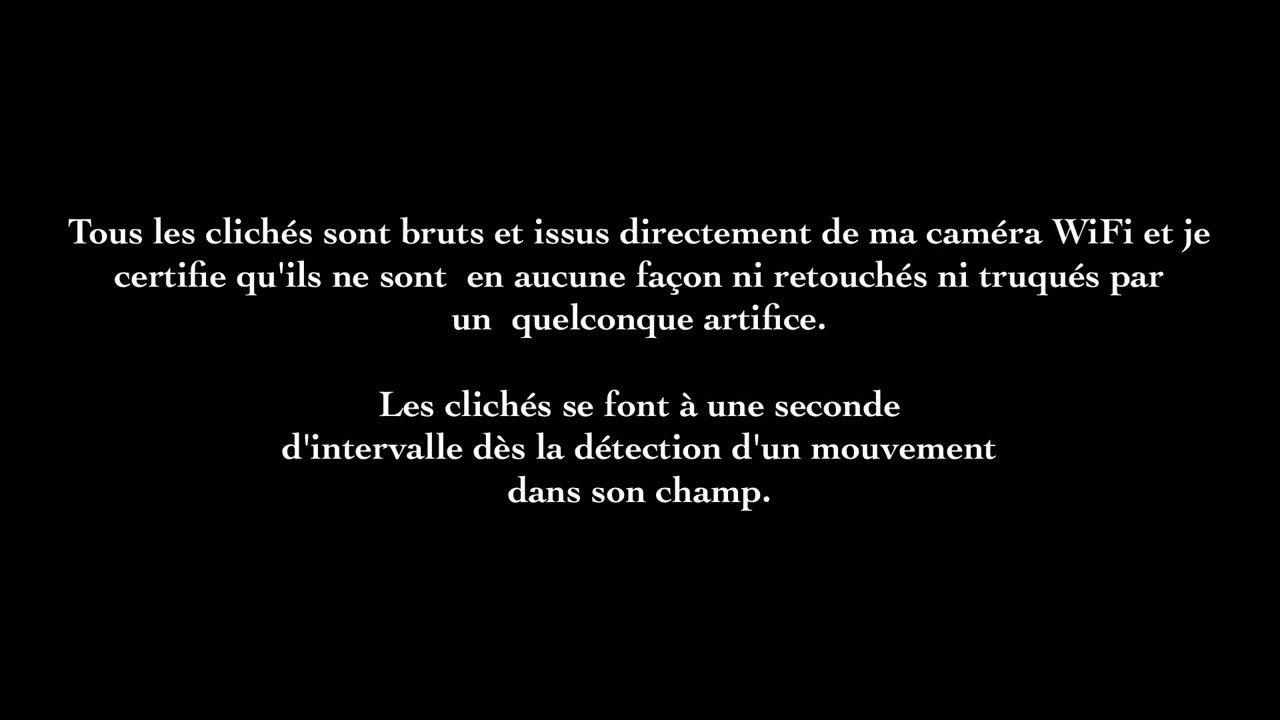 Tous les clichés sont bruts et issus directement de ma caméra WiFi et je
certifie qu'ils ne sont  en aucune façon ni retouchés ni truqués par
un  quelconque artifice.
Les clichés se font à une seconde
d'intervalle dès la détection d'un mouvement
dans son champ.